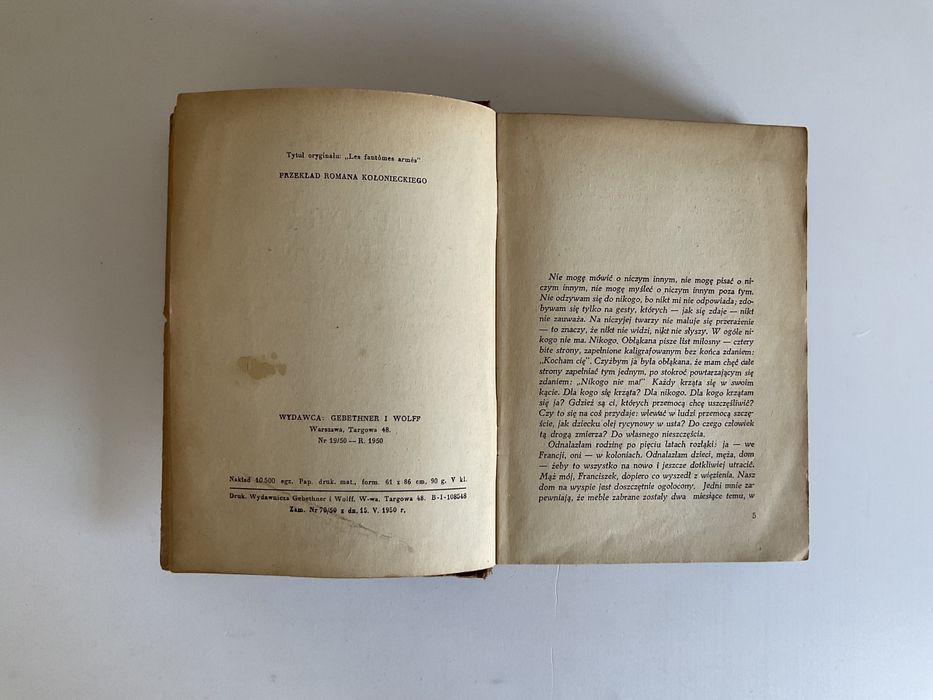 Tytuł oryginału: „Les fantômes armés"
PRZEKŁAD ROMANA KOŁONIECKIEGO
WYDAWCA: GEBETHNER I WOLFF
Warszawa, Targowa 48.
Nr 19/50 — R. 1950
Nakład 40.500 egz. Pap. druk. mat., form. 61 x 86 cm, 90 g. V kl.
Druk. Wydawnicza Gebethner i Wolff. W-wa. Targowa 48. B-1-108548
Zam. Nr 70/50 z dn. 15. V. 1950 r.
Nie mogę mówić o niczym innym, nie mogę pisać o ni-
czym innym, nie mogę myśleć o niczym innym poza tym.
Nie odzywam się do nikogo, bo nikt mi nie odpowiada; zdo-
bywam się tylko na gesty, których — jak się zdaje — nikt
nie zauważa. Na niczyjej twarzy nie maluje się przerażenie
— to znaczy, że nikt nie widzi, nikt nie słyszy. W ogóle ni-
kogo nie ma. Nikogo. Obłąkana pisze list miłosny — cztery
bite strony, zapełnione kaligrafowanym bez końca zdaniem:
„Kocham cię". Czyżbym ja była obłąkana, że mam chęć całe
strony zapełniać tym jednym, po stokroć powtarzającym się
zdaniem: „Nikogo nie ma!" Każdy krząta się w swoim
kącie. Dla kogo się krząta? Dla nikogo. Dla kogo krzątam
się ja? Gdzież są ci, których przemocą chcę uszczęśliwić?
Czy to się na coś przydaje: wlewać w ludzi przemocą szczę-
ście, jak dziecku olej rycynowy w usta? Do czego człowiek
tą drogą zmierza? Do własnego nieszczęścia.
Odnalazłam rodzinę po pięciu latach rozłąki: ja — we
Francji, oni — w koloniach. Odnalazłam dzieci, męża, dom
— żeby to wszystko na nowo i jeszcze dotkliwiej utracić.
Mąż mój, Franciszek, dopiero co wyszedł z więzienia. Nasz
dom na wyspie jest doszczętnie ogołocony. Jedni mnie za-
pewniają, że meble zabrane zostały dwa miesiące temu, w
5